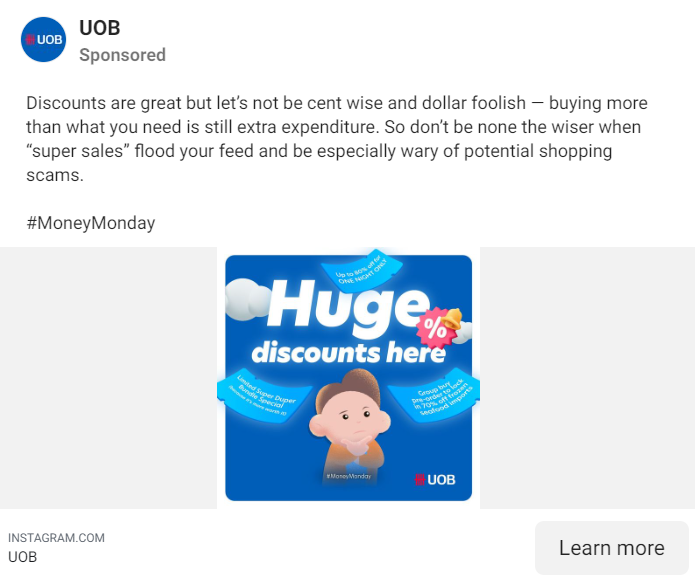 UOB
UOB
Sponsored
Discounts are great but let’s not be cent wise and dollar foolish — buying more
than what you need is still extra expenditure. So don’t be none the wiser when
“super sales” flood your feed and be especially wary of potential shopping
scams.
#MoneyMonday
Up to 80% off for
ONE NIGHT ONLY
Huge
%
discounts here
Limited Super Duper
Bundle Special
Group buy
pre-order to lock
in 70% off frozen
seafood imports
#MoneyMonday
UOB
INSTAGRAM.COM
UOB
Learn more